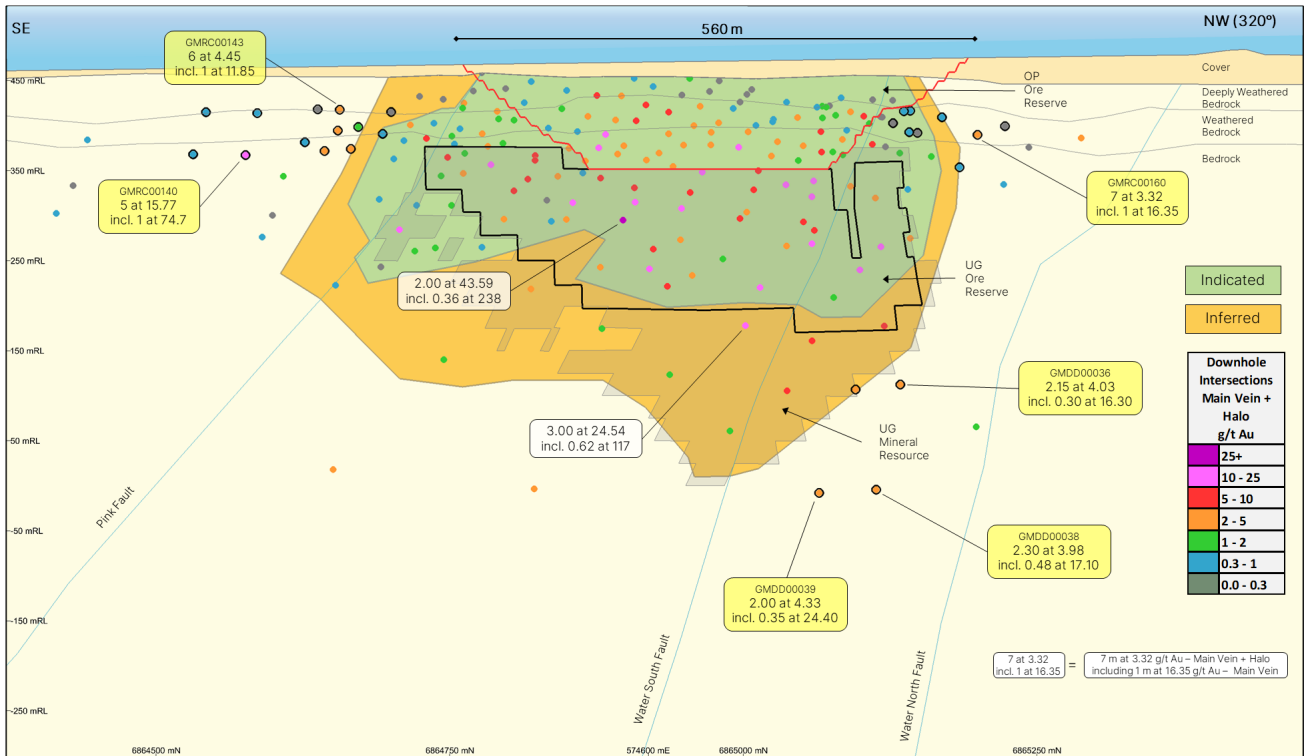 SE
NW (320°)
560 m
GMRC00143
6 at 4.45
incl. 1 at 11.85
450 mRL
350 mRL
250 mRL
150 mRL
50 mRL
-50 mRL
-150 mRL
-250 mRL
OP
Ore
Reserve
Cover
Deeply Weathered
Bedrock
Weathered
Bedrock
Bedrock
GMRC00140
5 at 15.77
incl. 1 at 74.7
GMRC00160
7 at 3.32
incl. 1 at 16.35
2.00 at 43.59
incl. 0.36 at 238
UG
Ore
Reserve
Indicated
Inferred
3.00 at 24.54
incl. 0.62 at 117
UG
Mineral
Resource
GMDD00036
2.15 at 4.03
incl. 0.30 at 16.30
Downhole
Intersections
Main Vein +
Halo
g/t Au
25+
10 - 25
5 - 10
2 - 5
1 - 2
0.3 - 1
0.0 - 0.3
GMDD00038
2.30 at 3.98
incl. 0.48 at 17.10
GMDD00039
2.00 at 4.33
incl. 0.35 at 24.40
Pink Fault
Water South Fault
Water North Fault
7 at 3.32
incl. 1 at 16.35
=
7 m at 3.32 g/t Au – Main Vein + Halo
including 1 m at 16.35 g/t Au – Main Vein
6864500 mN
6864750 mN
574600 mE
6865000 mN
6865250 mN